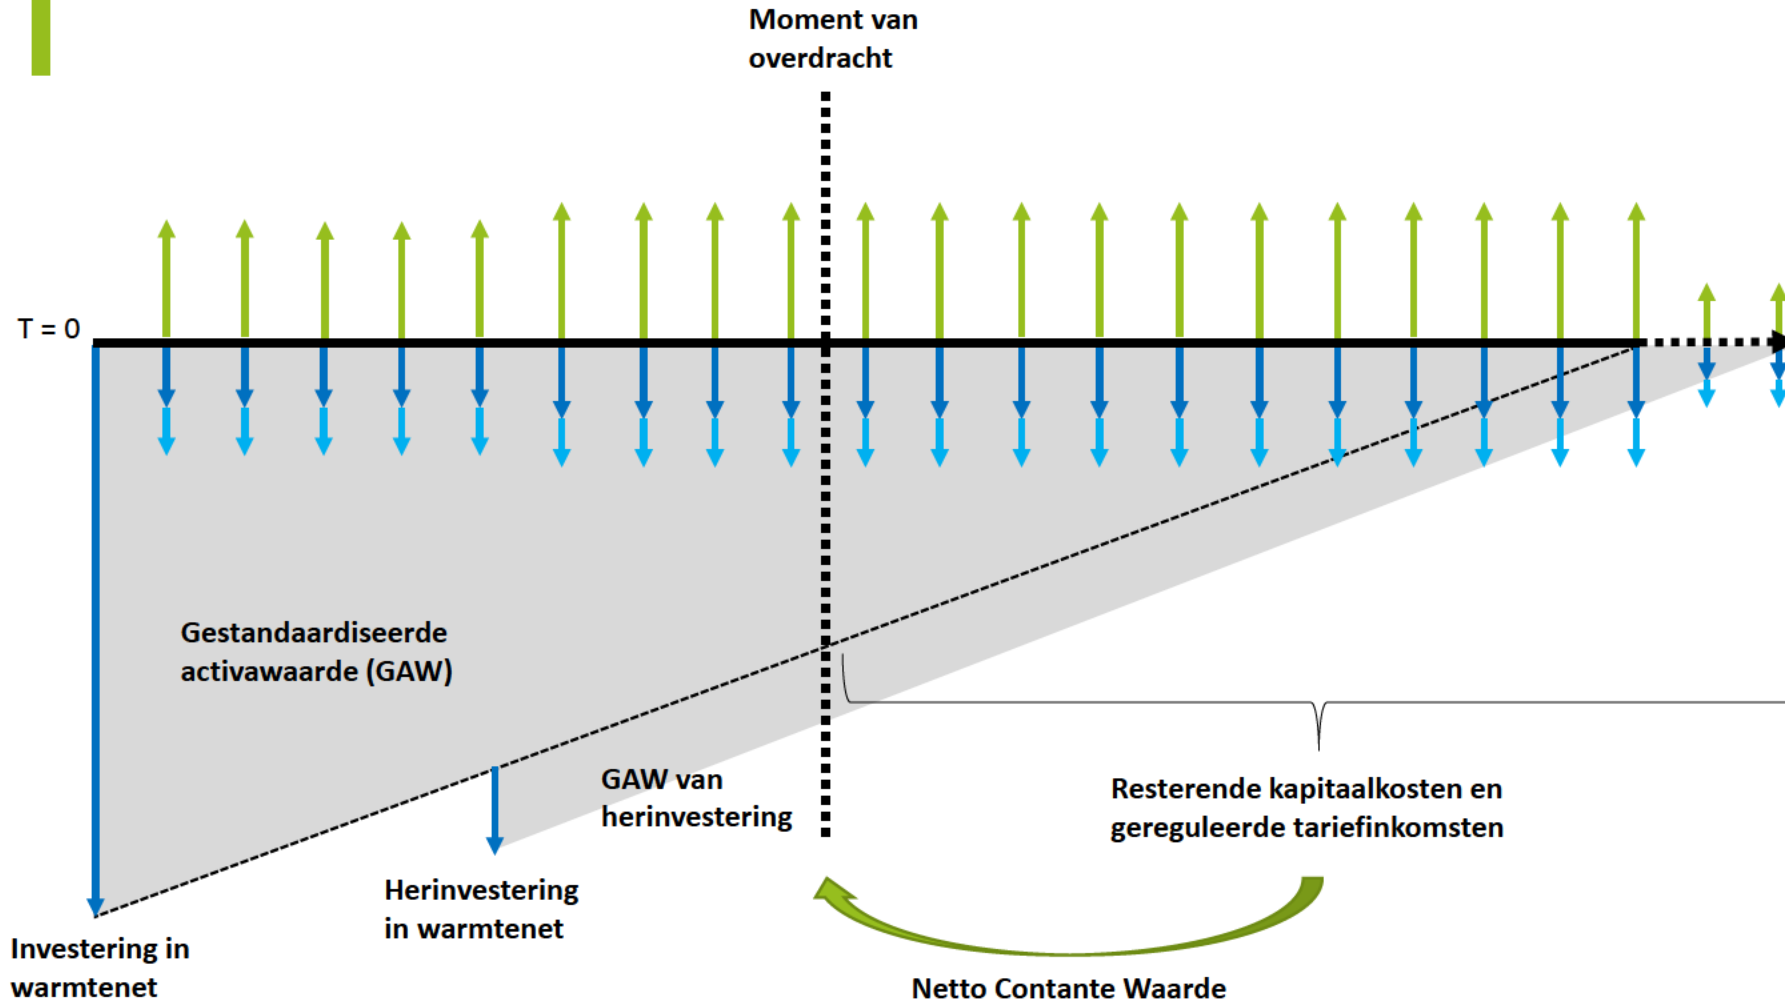 Moment van
overdracht
T = 0
Gestandaardiseerde
activawaarde (GAW)
GAW van
herinvestering
Resterende kapitaalkosten en
gereguleerde tariefinkomsten
Herinvestering
in warmtenet
Investering in
warmtenet
Netto Contante Waarde